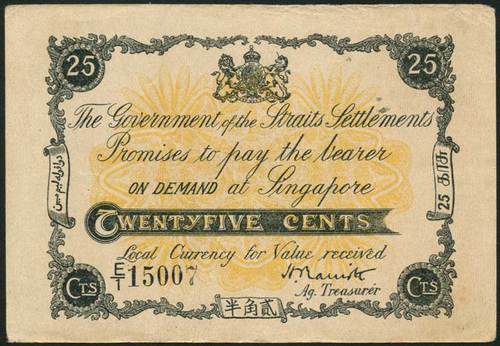 25
25
The Government of the Straits Settlements
Promises to pay the bearer
ON DEMAND at Singapore
TWENTYFIVE CENTS
Local Currency for Value received
E/1 15007
Ag. Treasurer
25
CTS
貳角半
CTS